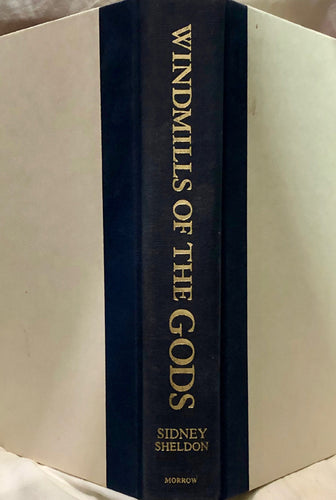 WINDMILLS OF THE GODS
SIDNEY
SHELDON
MORROW